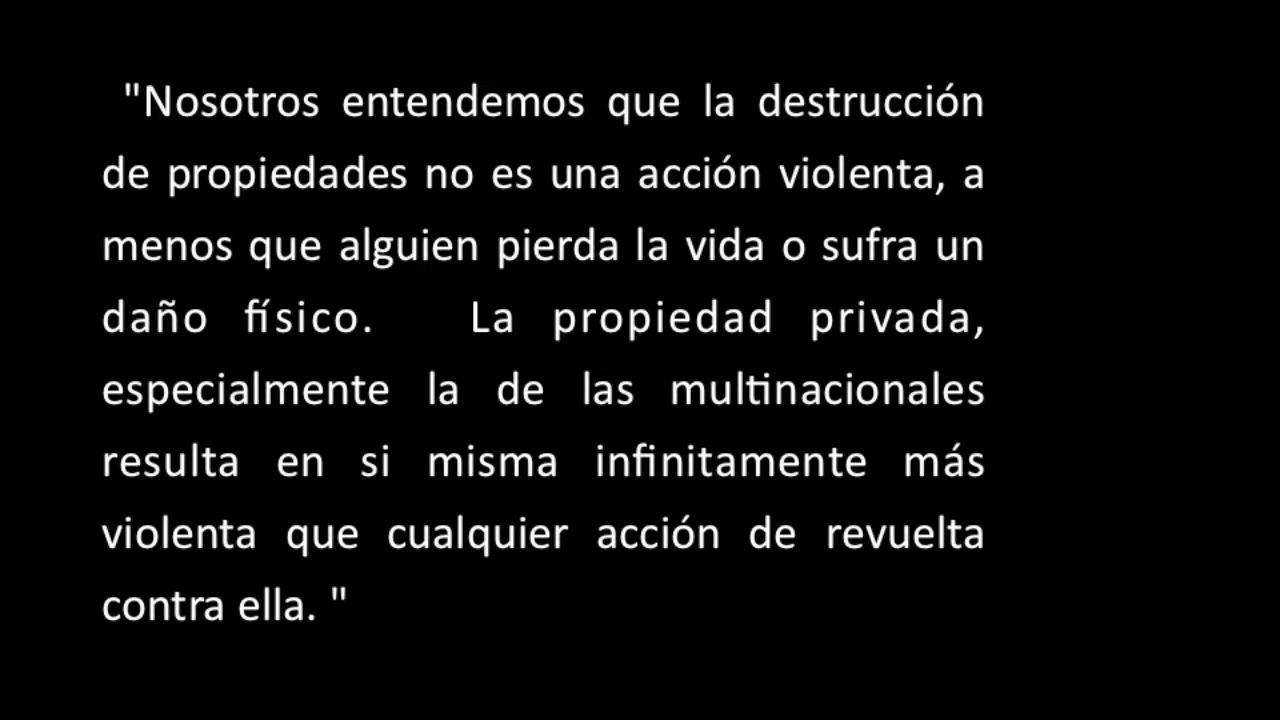 "Nosotros entendemos que la destrucción
de propiedades no es una acción violenta, a
menos que alguien pierda la vida o sufra un
daño físico. La propiedad privada,
especialmente la de las multinacionales
resulta en si misma infinitamente más
violenta que cualquier acción de revuelta
contra ella. "